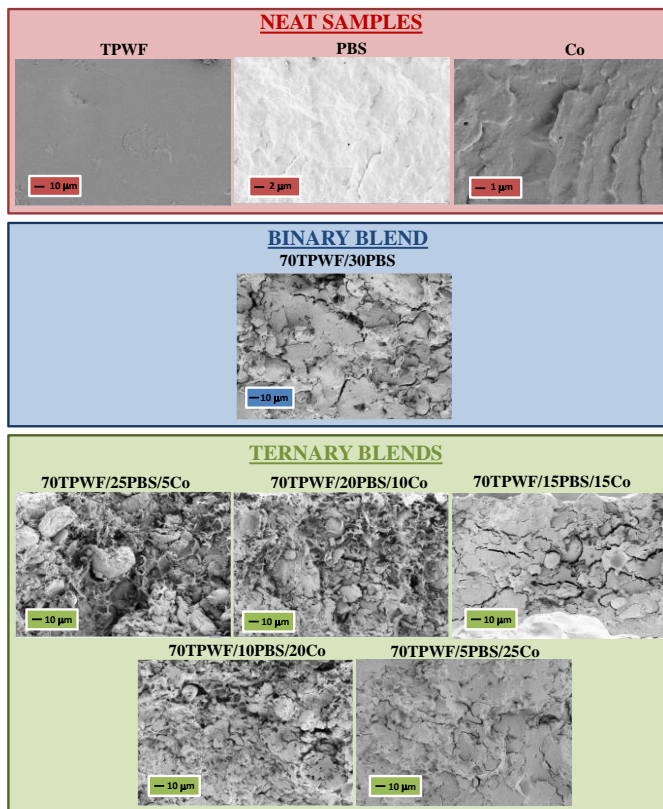 NEAT SAMPLES
TPWF PBS Co
10 µm 2 µm 1 µm
BINARY BLEND
70TPWF/30PBS
10 µm
TERNARY BLENDS
70TPWF/25PBS/5Co 70TPWF/20PBS/10Co 70TPWF/15PBS/15Co
10 µm 10 µm 10 µm
70TPWF/10PBS/20Co 70TPWF/5PBS/25Co
10 µm 10 µm